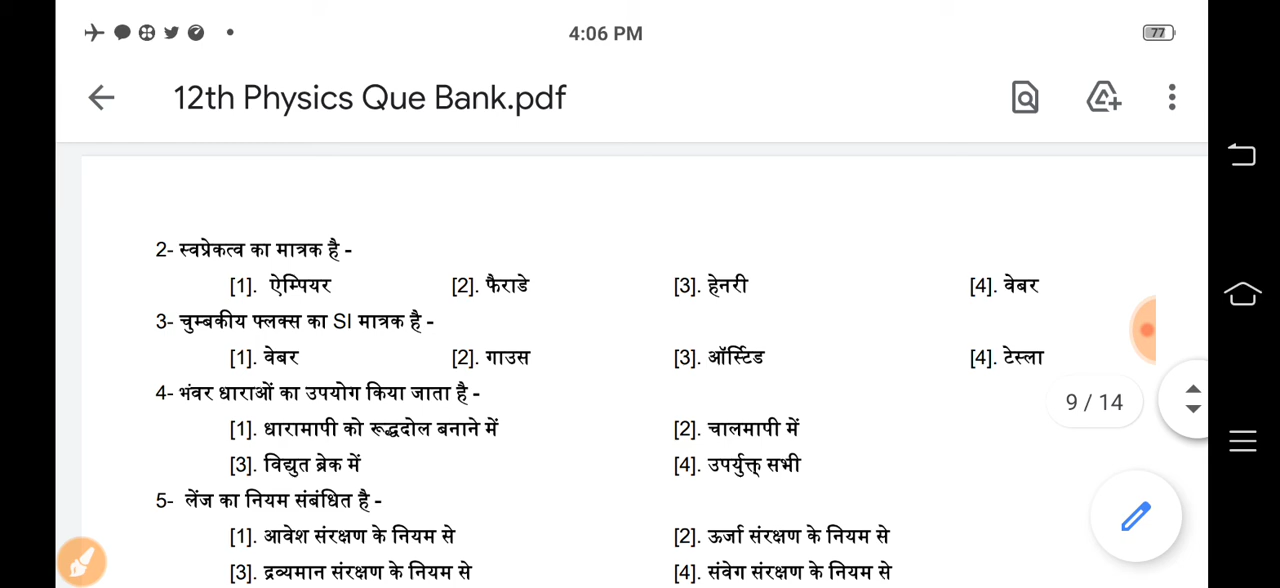 4:06 PM
77
12th Physics Que Bank.pdf
2- स्वप्रेकत्व का मात्रक है -
[1]. ऐम्पियर [2]. फैराडे [3]. हेनरी [4]. वेबर
3- चुम्बकीय फ्लक्स का SI मात्रक है -
[1]. वेबर [2]. गाउस [3]. ऑर्स्टिड [4]. टेस्ला
4- भंवर धाराओं का उपयोग किया जाता है -
[1]. धारामापी को रूद्धदोल बनाने में [2]. चालमापी में
9 / 14
[3]. विद्युत ब्रेक में [4]. उपर्युक्त् सभी
5- लेंज का नियम संबंधित है -
[1]. आवेश संरक्षण के नियम से [2]. ऊर्जा संरक्षण के नियम से
[3]. द्रव्यमान संरक्षण के नियम से [4]. संवेग संरक्षण के नियम से